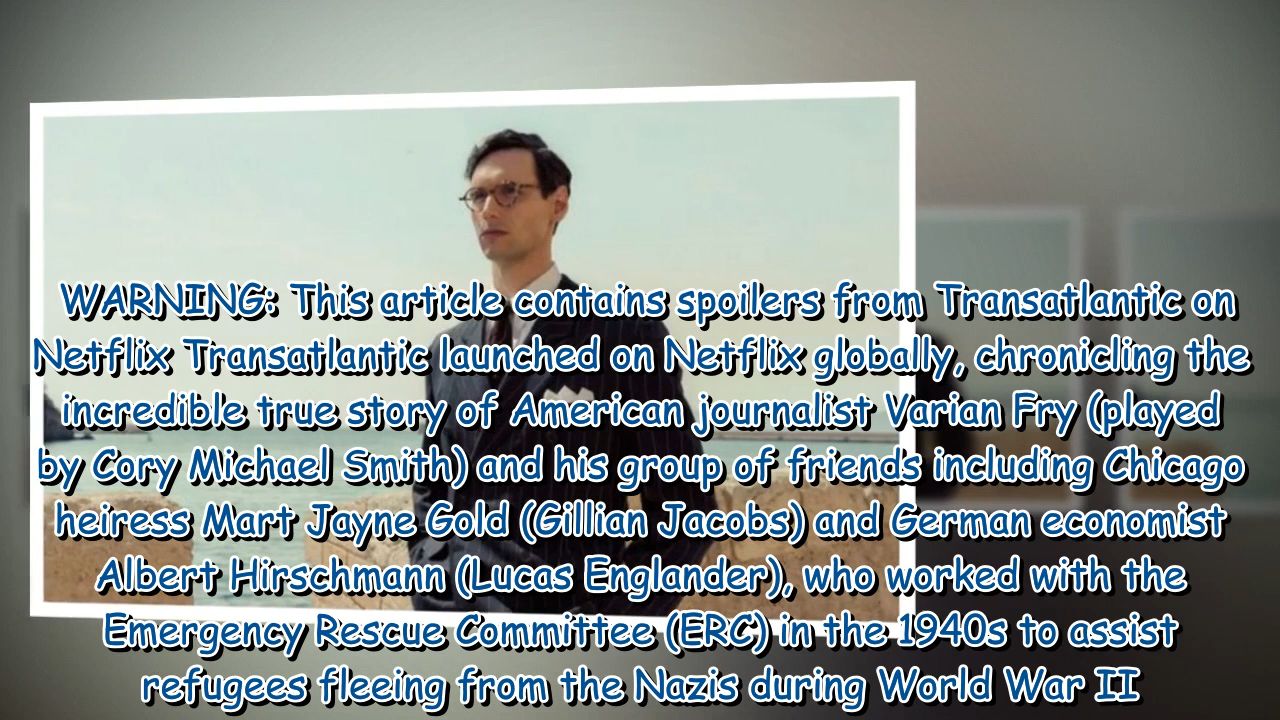 WARNING: This article contains spoilers from Transatlantic on
Netflix Transatlantic launched on Netflix globally, chronicling the
incredible true story of American journalist Varian Fry (played
by Cory Michael Smith) and his group of friends including Chicago
heiress Mart Jayne Gold (Gillian Jacobs) and German economist
Albert Hirschmann (Lucas Englander), who worked with the
Emergency Rescue Committee (ERC) in the 1940s to assist
refugees fleeing from the Nazis during World War II